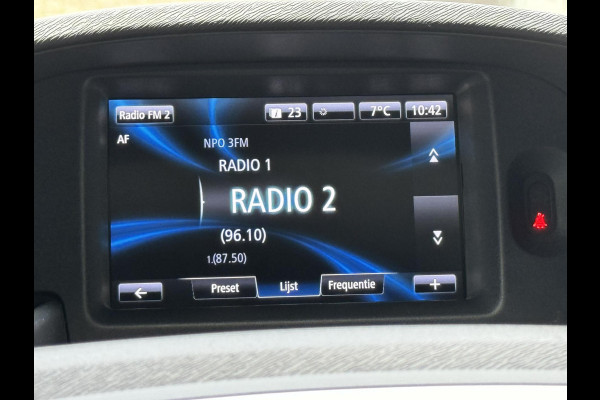 Radio FM 2
23
7°C
10:42
AF
NPO 3FM
RADIO 1
RADIO 2
(96.10)
1.(87.50)
Preset
Lijst
Frequentie